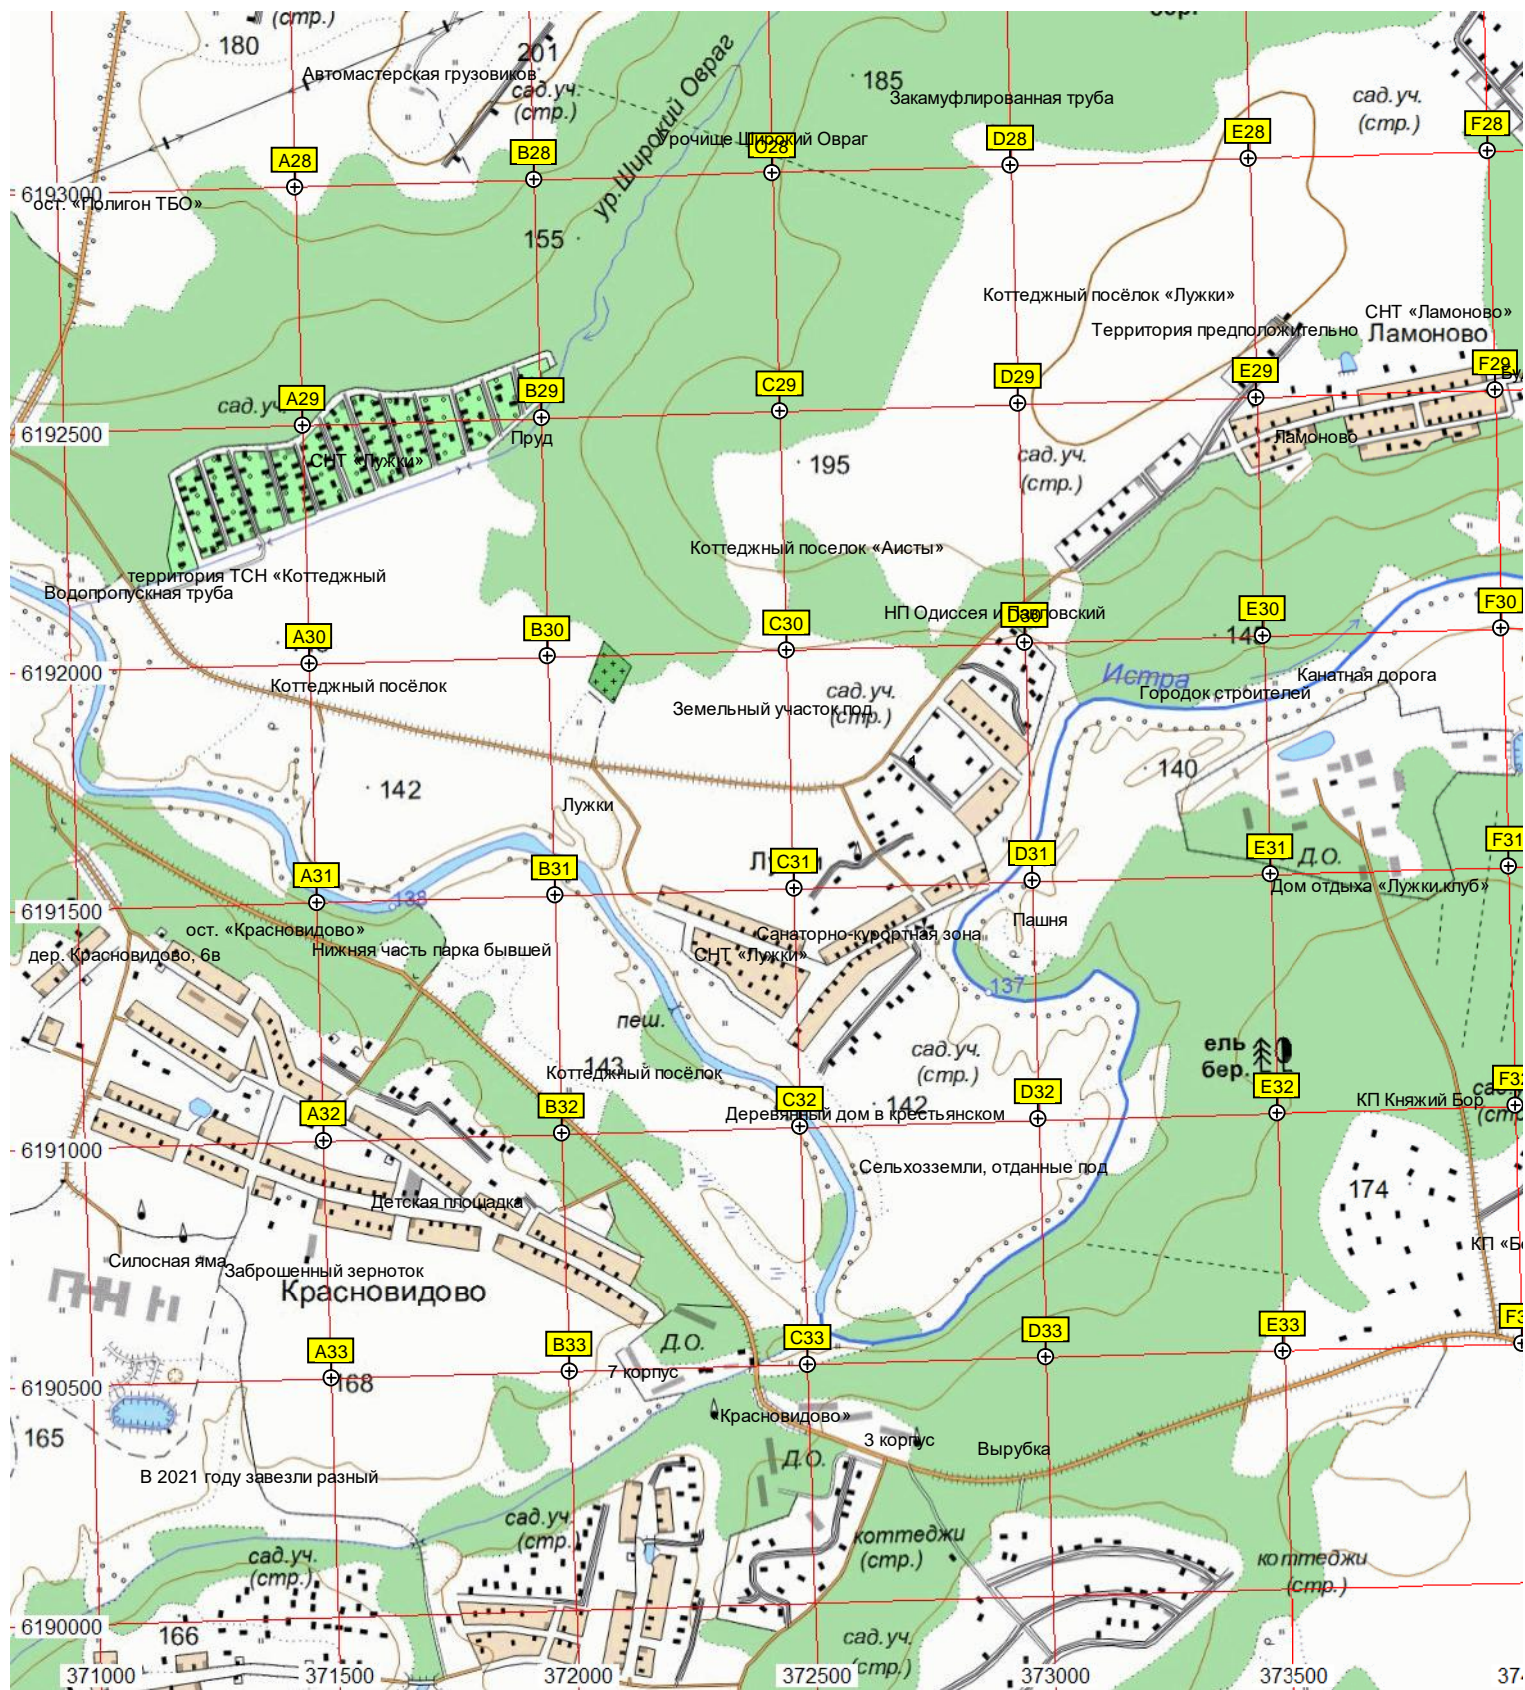 (стр.)
180
201
Автомастерская грузовиков
сад.уч.
(стр.)
ур.Широкий Овраг
185
Закамуфлированная труба
сад.уч.
(стр.)
A28
B28
C28
D28
E28
F28
Урочище Широкий Овраг
6193000
ост. «Полигон ТБО»
155
Коттеджный посёлок «Лужки»
СНТ «Ламоново»
Территория предположительно
Ламоново
A29
B29
C29
D29
E29
F29
сад.уч.
6192500
Пруд
СНТ «Лужки»
195
сад.уч.
(стр.)
Ламоново
Коттеджный поселок «Аисты»
территория ТСН «Коттеджный
Водопропускная труба
НП Одиссея и Павловский
A30
B30
C30
D30
E30
F30
6192000
Истра
Коттеджный посёлок
Канатная дорога
Городок строителей
сад.уч.
(стр.)
Земельный участок под
142
140
Лужки
A31
B31
C31
D31
E31
F31
Д.О.
Дом отдыха «Лужки.клуб»
138
6191500
Пашня
ост. «Красновидово»
Санаторно-курортная зона
дер. Красновидово, 6в
Нижняя часть парка бывшей
СНТ «Лужки»
137
пеш.
143
сад.уч.
(стр.)
ель
бер.
Коттеджный посёлок
A32
B32
C32
D32
E32
142
Деревянный дом в крестьянском
КП Княжий Бор
6191000
Сельхозземли, отданные под
174
Детская площадка
Силосная яма
Заброшенный зерноток
Красновидово
A33
B33
C33
D33
E33
Д.О.
7 корпус
6190500
168
«Красновидово»
165
3 корпус
Вырубка
Д.О.
В 2021 году завезли разный
сад.уч.
(стр.)
коттеджи
(стр.)
сад.уч.
(стр.)
коттеджи
(стр.)
6190000
166
сад.уч.
(стр.)
371000
371500
372000
372500
373000
373500